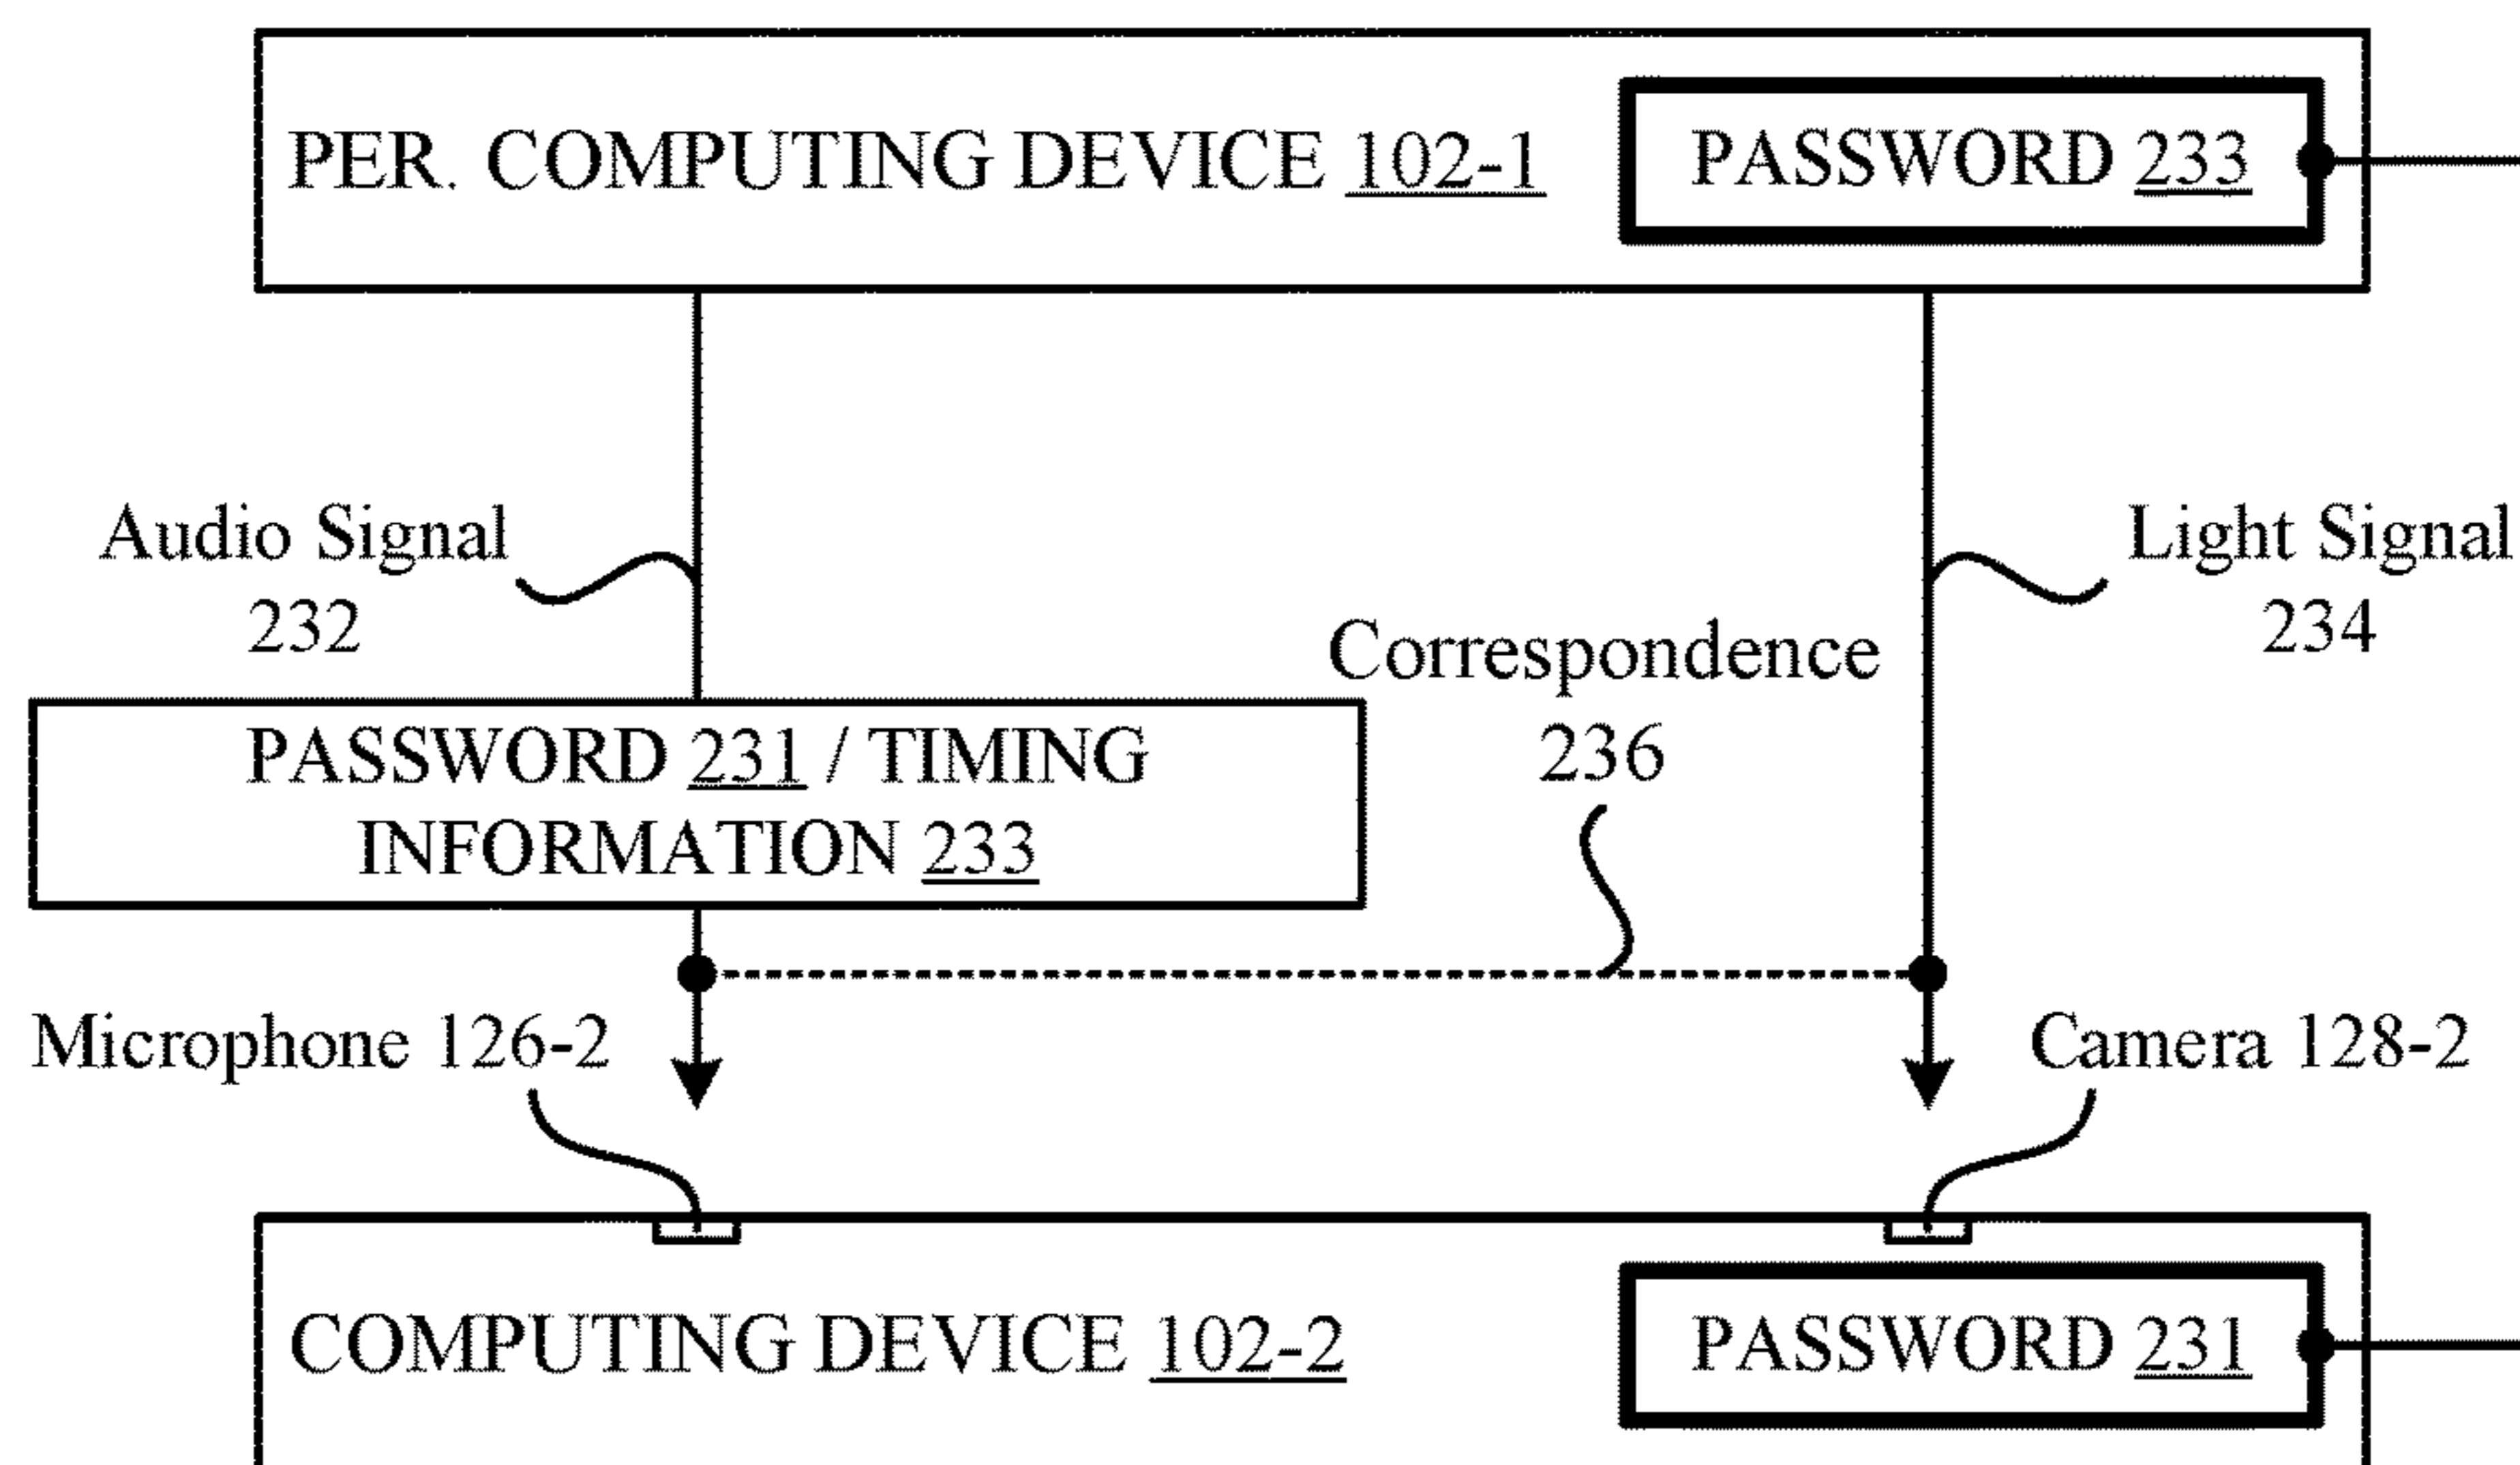 PER. COMPUTING DEVICE 102-1
PASSWORD 233
Audio Signal
232
Light Signal
234
Correspondence
236
PASSWORD 231 / TIMING
INFORMATION 233
Microphone 126-2
Camera 128-2
COMPUTING DEVICE 102-2
PASSWORD 231